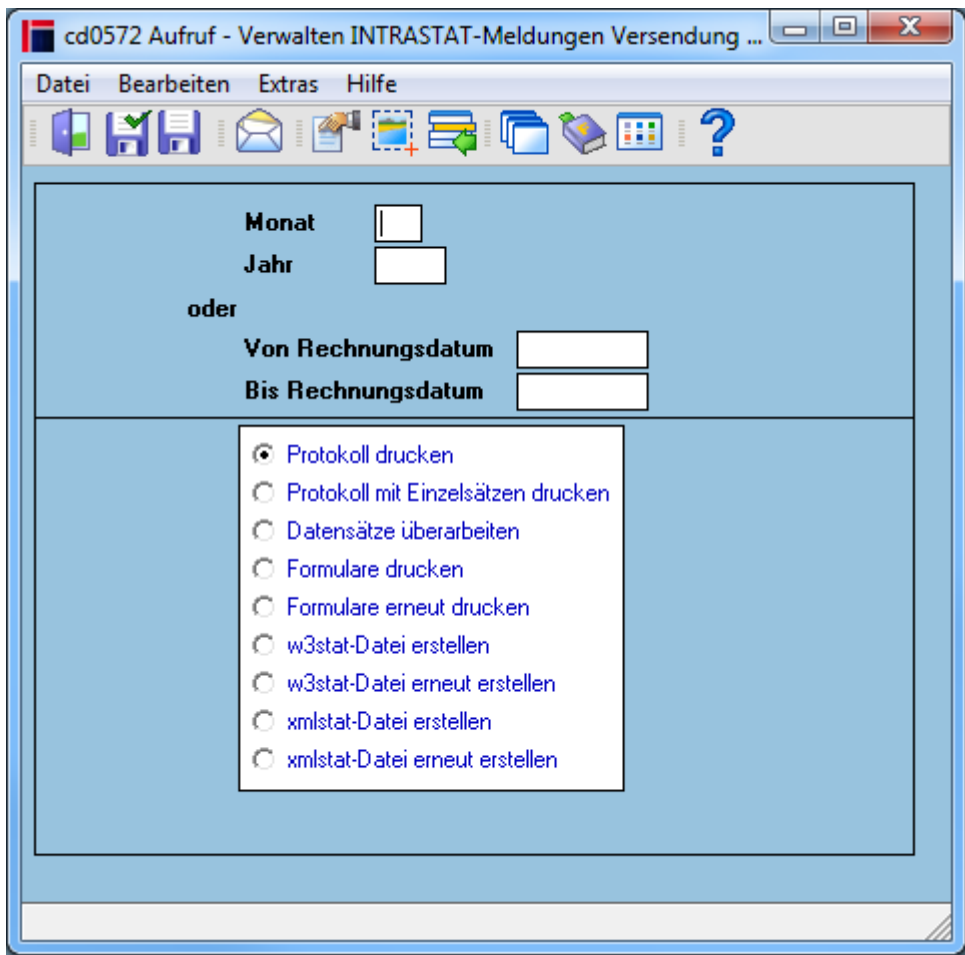 cd0572 Aufruf - Verwalten INTRASTAT-Meldungen Versendung ...
Datei Bearbeiten Extras Hilfe
Monat
Jahr
oder
Von Rechnungsdatum
Bis Rechnungsdatum
Protokoll drucken
Protokoll mit Einzelsätzen drucken
Datensätze überarbeiten
Formulare drucken
Formulare erneut drucken
w3stat-Datei erstellen
w3stat-Datei erneut erstellen
xmlstat-Datei erstellen
xmlstat-Datei erneut erstellen